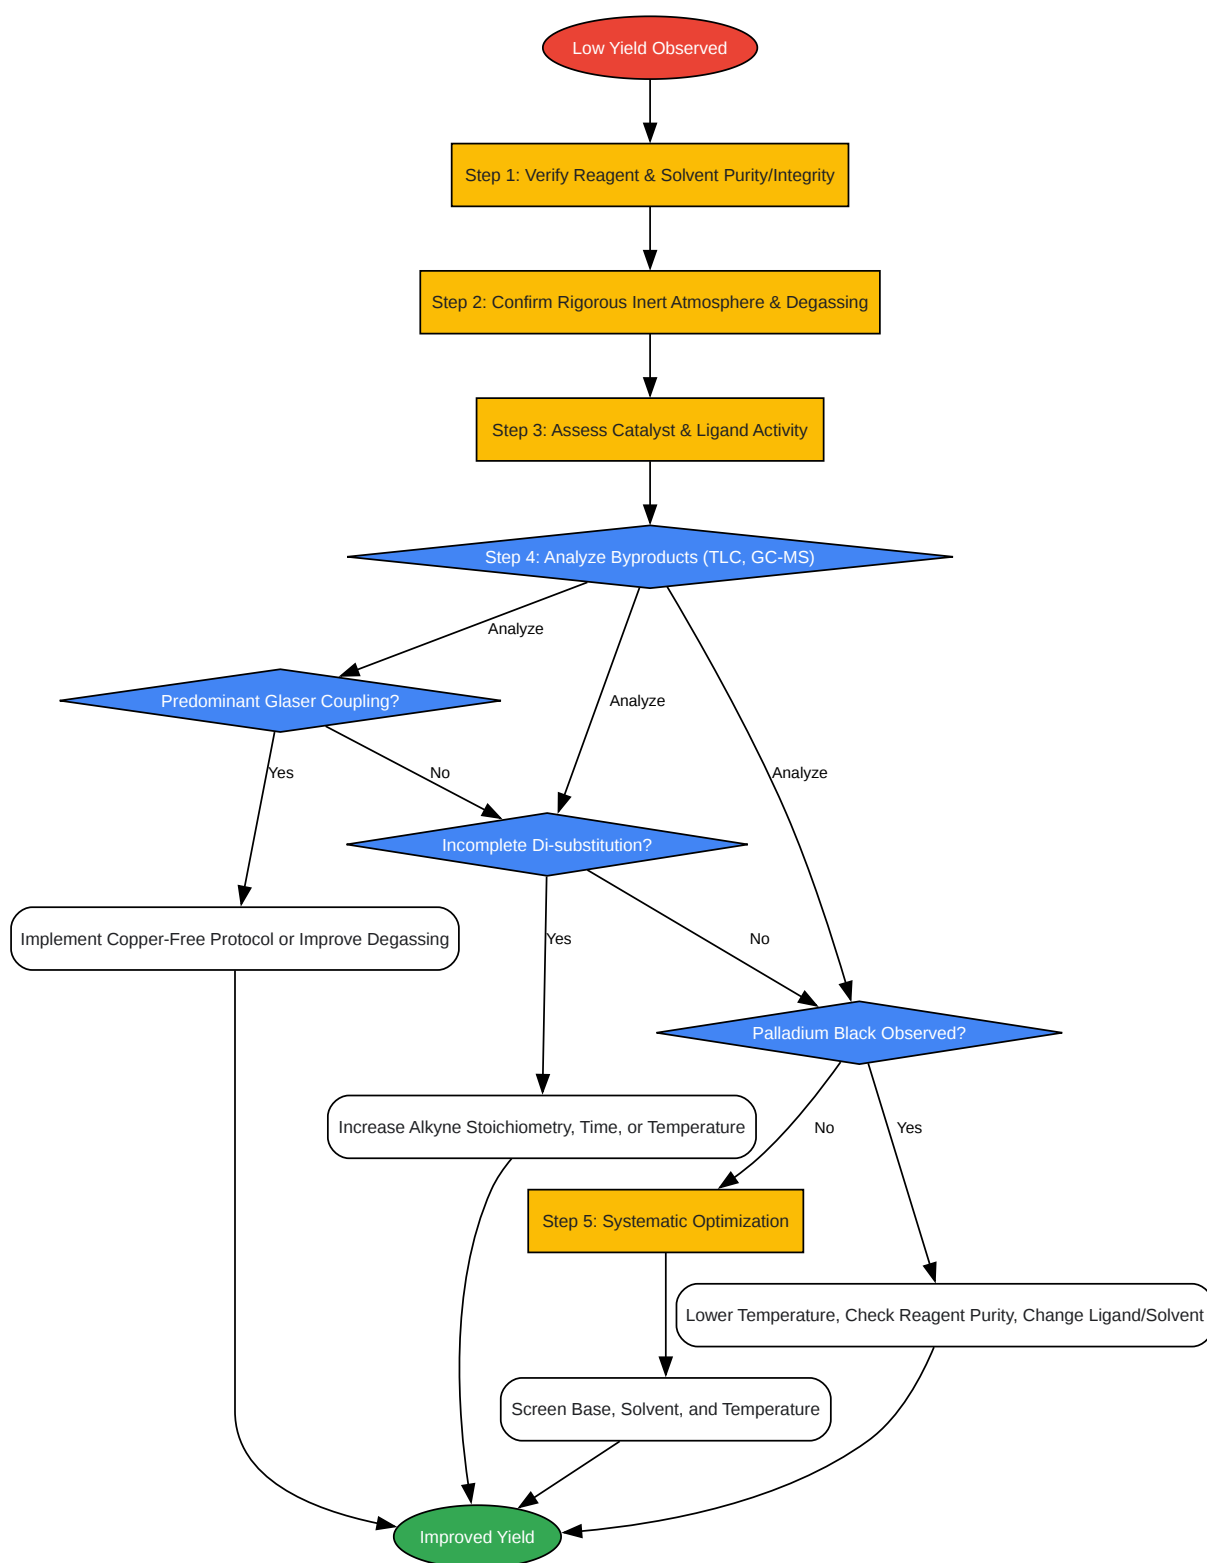 Low Yield Observed
Step 1: Verify Reagent & Solvent Purity/Integrity
Step 2: Confirm Rigorous Inert Atmosphere & Degassing
Step 3: Assess Catalyst & Ligand Activity
Step 4: Analyze Byproducts (TLC, GC-MS)
Analyze
Predominant Glaser Coupling?
Analyze
Yes
No
Analyze
Incomplete Di-substitution?
Implement Copper-Free Protocol or Improve Degassing
Yes
No
Palladium Black Observed?
Increase Alkyne Stoichiometry, Time, or Temperature
No
Yes
Step 5: Systematic Optimization
Lower Temperature, Check Reagent Purity, Change Ligand/Solvent
Screen Base, Solvent, and Temperature
Improved Yield